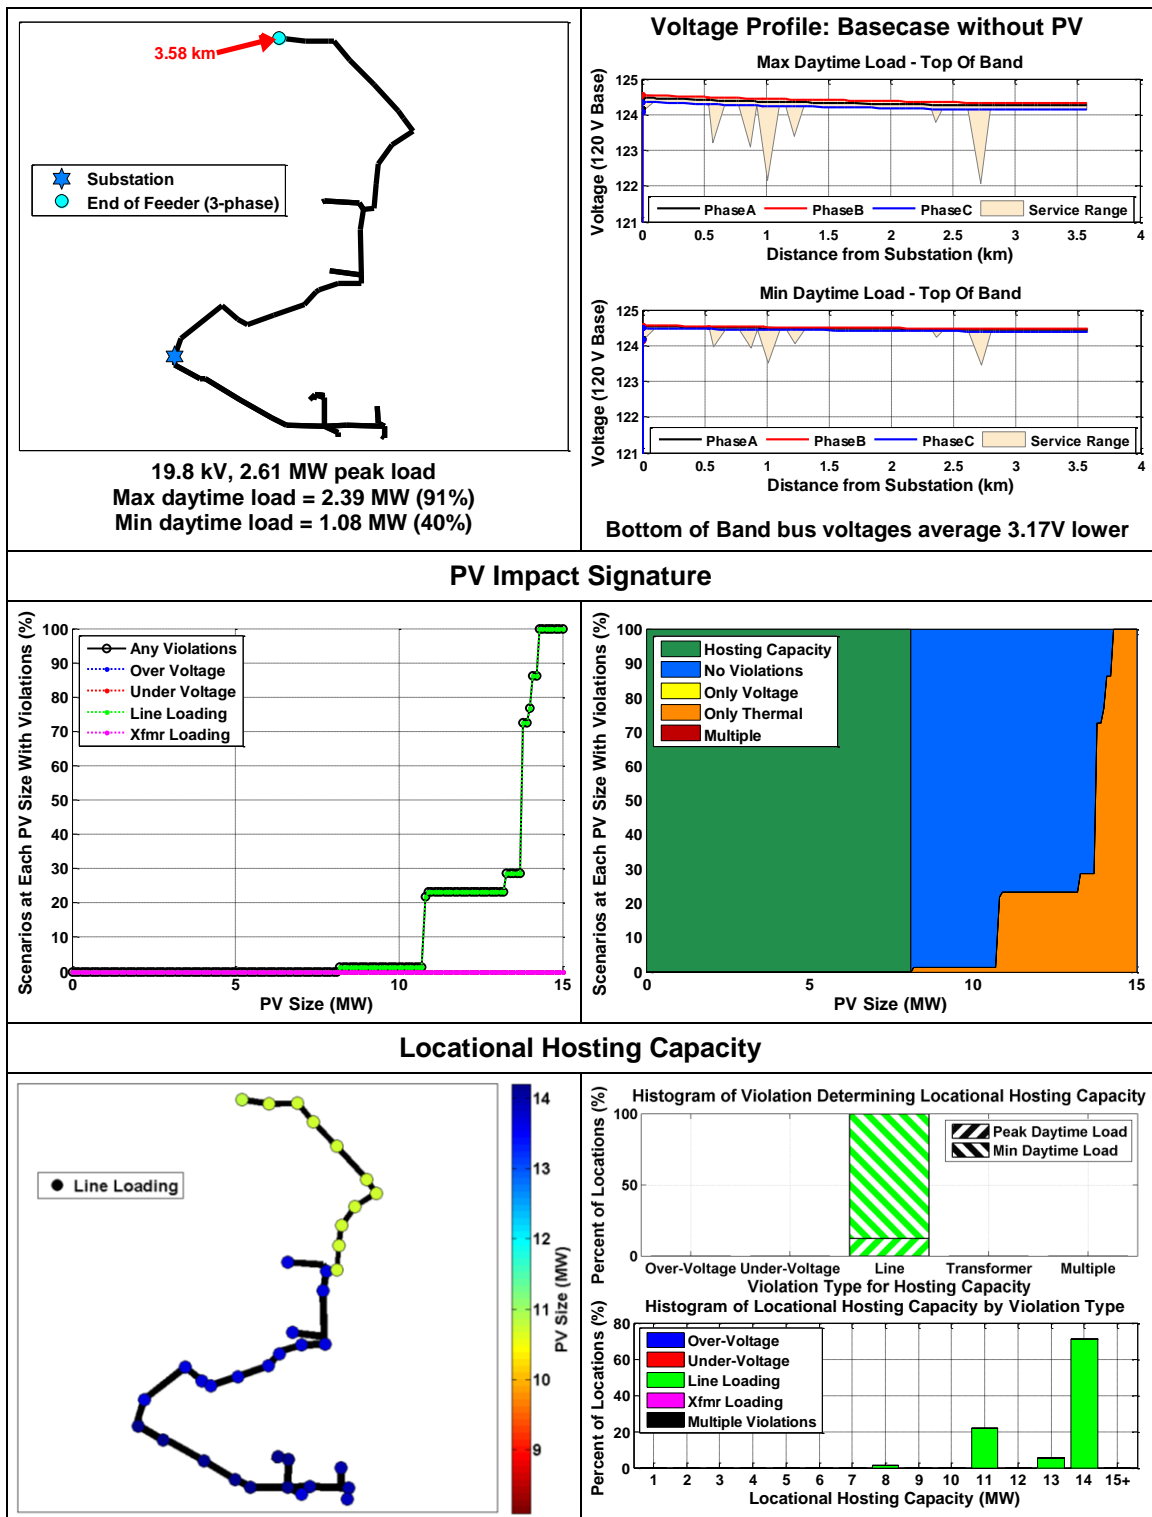 3.58 km
Substation
End of Feeder (3-phase)
19.8 kV, 2.61 MW peak load
Max daytime load = 2.39 MW (91%)
Min daytime load = 1.08 MW (40%)
Voltage Profile: Basecase without PV
Max Daytime Load - Top Of Band
Voltage (120 V Base)
125
124
123
122
121
PhaseA PhaseB PhaseC Service Range
0 0.5 1 1.5 2 2.5 3 3.5 4
Distance from Substation (km)
Min Daytime Load - Top Of Band
Voltage (120 V Base)
125
124
123
122
121
PhaseA PhaseB PhaseC Service Range
0 0.5 1 1.5 2 2.5 3 3.5 4
Distance from Substation (km)
Bottom of Band bus voltages average 3.17V lower
PV Impact Signature
Scenarios at Each PV Size With Violations (%)
100
90
80
70
60
50
40
30
20
10
0
Any Violations
Over Voltage
Under Voltage
Line Loading
Xfmr Loading
0 5 10 15
PV Size (MW)
Scenarios at Each PV Size With Violations (%)
100
90
80
70
60
50
40
30
20
10
0
Hosting Capacity
No Violations
Only Voltage
Only Thermal
Multiple
0 5 10 15
PV Size (MW)
Locational Hosting Capacity
Line Loading
14
13
12
11
10
9
PV Size (MW)
Histogram of Violation Determining Locational Hosting Capacity
Percent of Locations (%)
100
50
0
Peak Daytime Load
Min Daytime Load
Over-Voltage Under-Voltage Line Transformer Multiple
Violation Type for Hosting Capacity
Histogram of Locational Hosting Capacity by Violation Type
Percent of Locations (%)
80
60
40
20
0
Over-Voltage
Under-Voltage
Line Loading
Xfmr Loading
Multiple Violations
1 2 3 4 5 6 7 8 9 10 11 12 13 14 15+
Locational Hosting Capacity (MW)